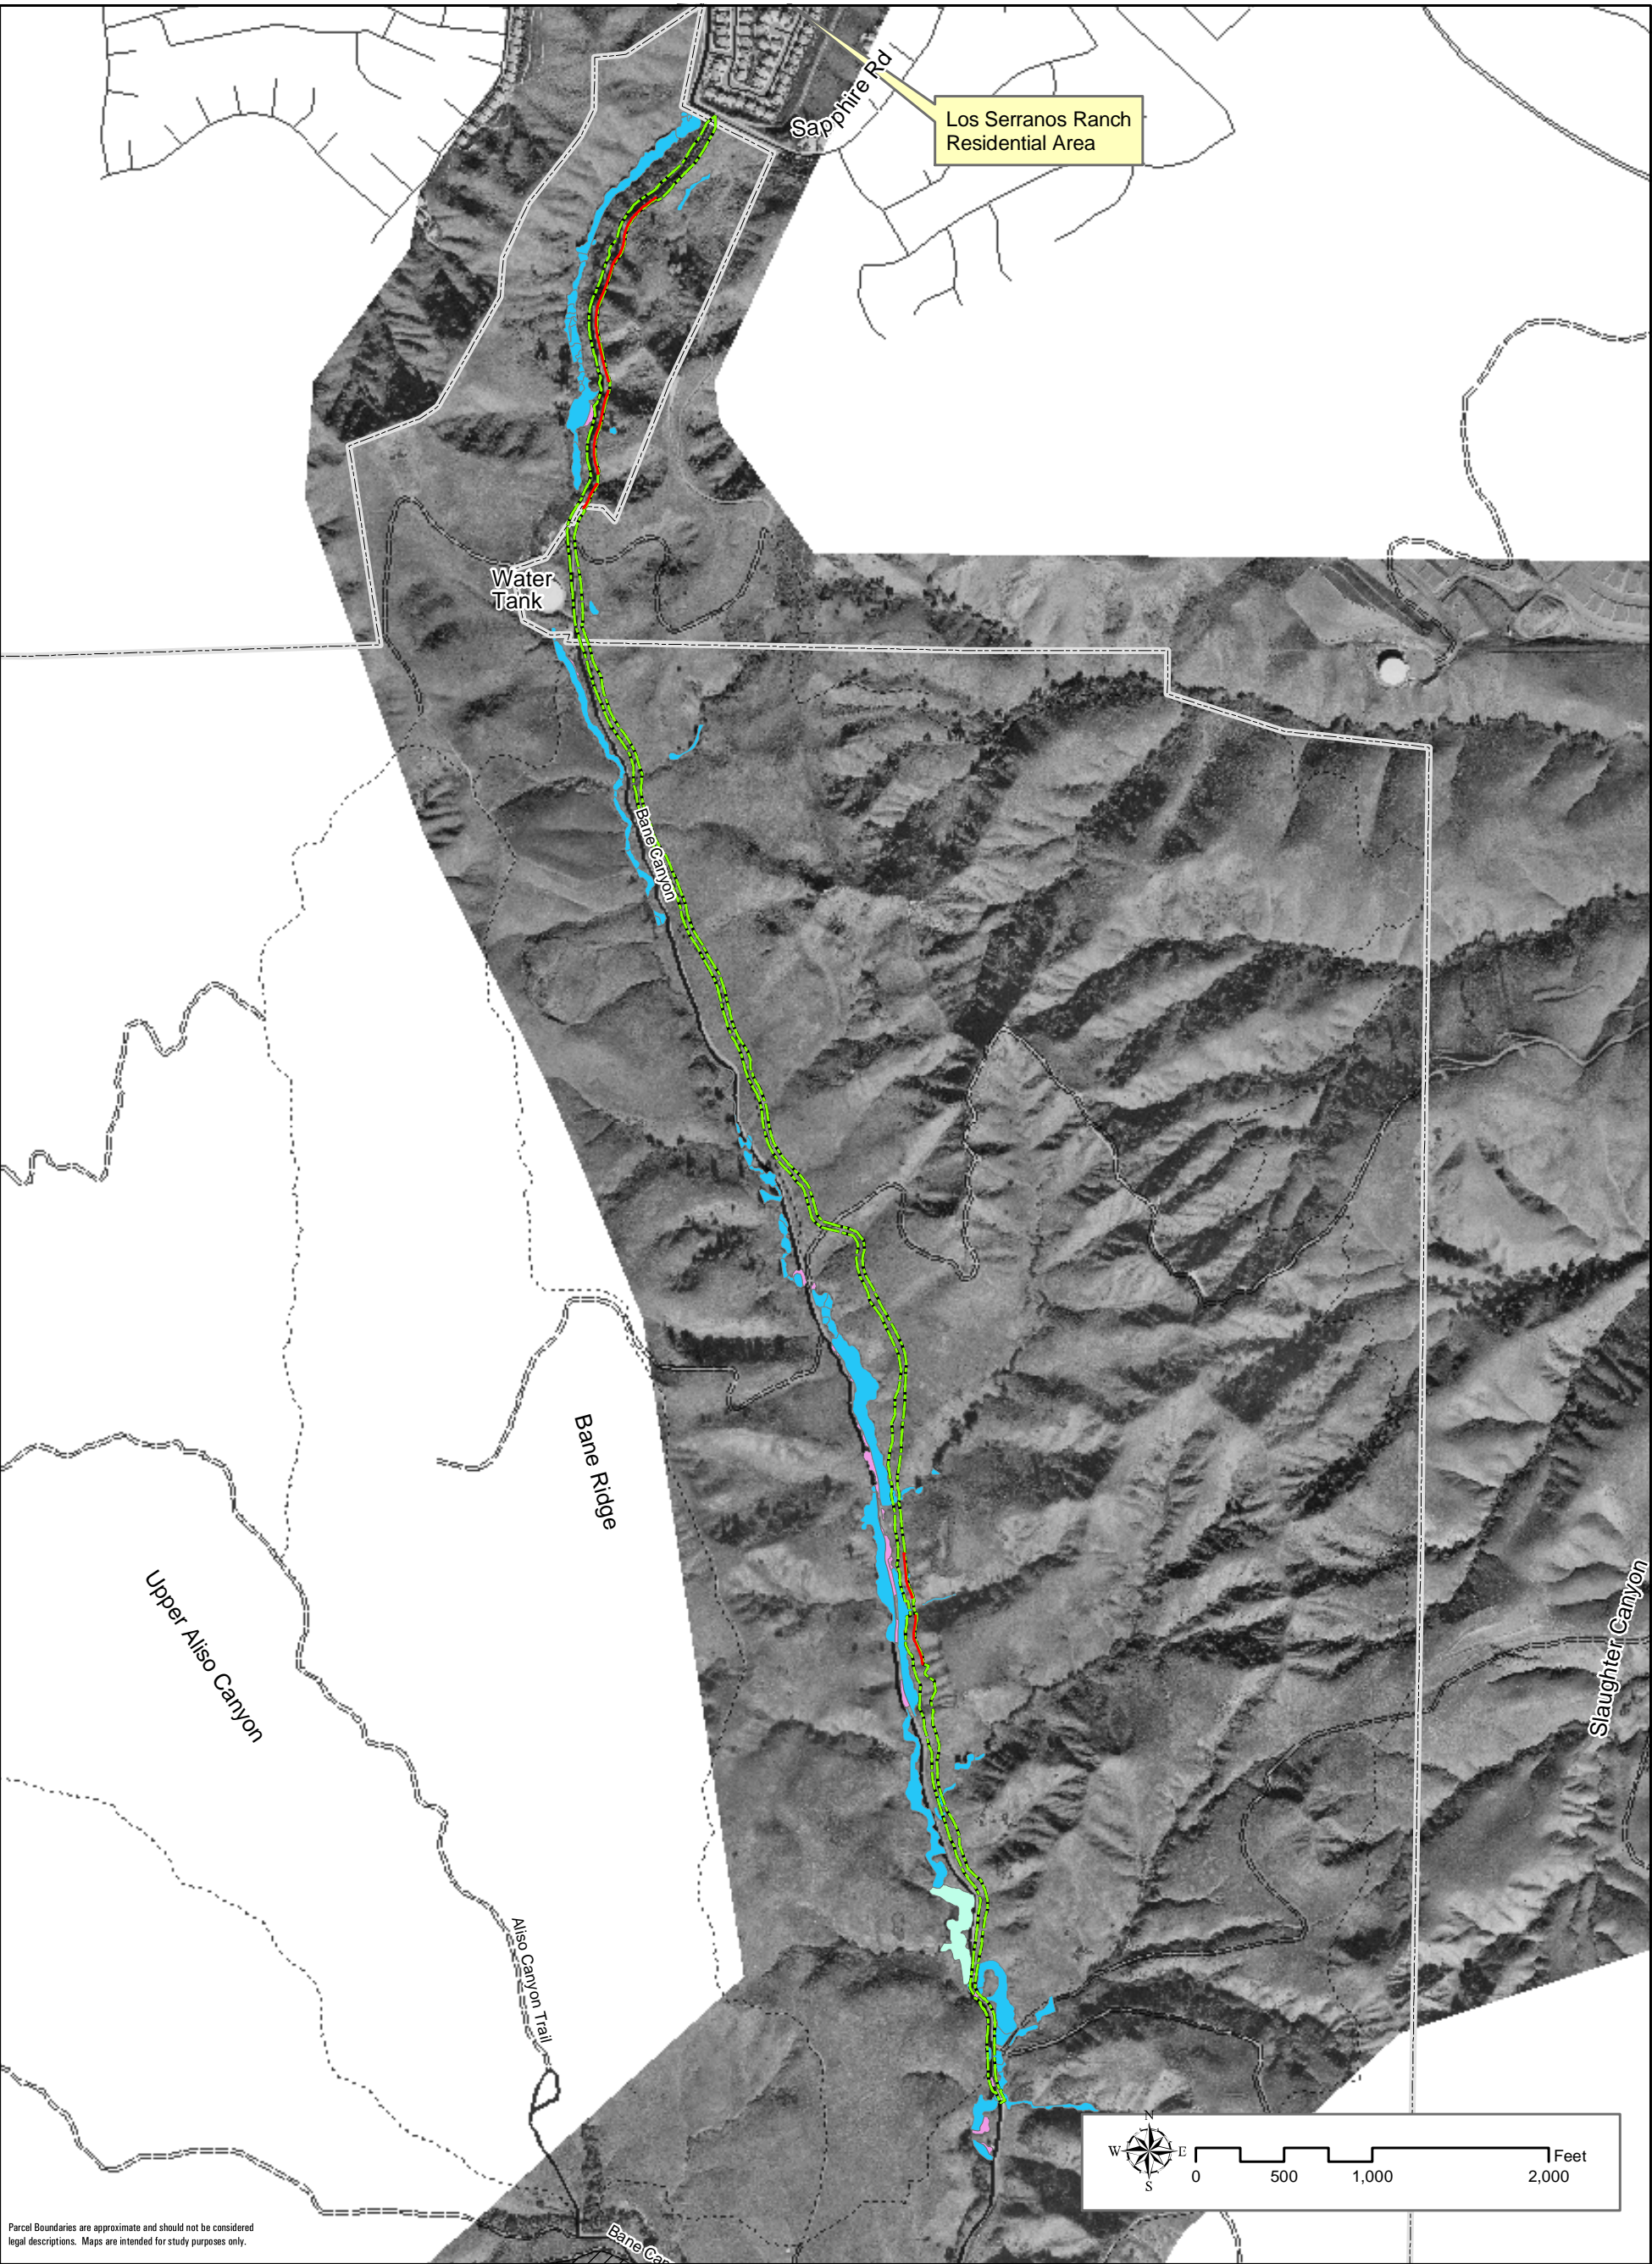 Sapphire Rd
Los Serranos Ranch
Residential Area
Water
Tank
Bane Canyon
Bane Ridge
Upper Aliso Canyon
Slaughter Canyon
Aliso Canyon Trail
N
W E
S
Feet
0 500 1,000 2,000
Parcel Boundaries are approximate and should not be considered
legal descriptions. Maps are intended for study purposes only.
Bane Can